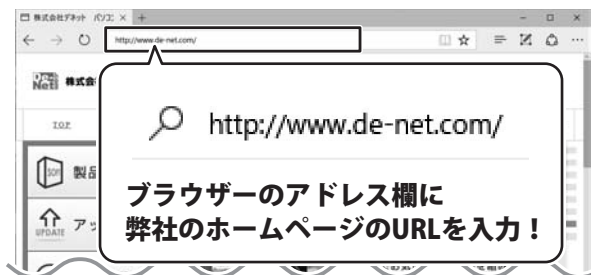 株式会社デネット パソコ
http://www.de-net.com/
株式会
TOP
http://www.de-net.com/
製品
ブラウザーのアドレス欄に
弊社のホームページのURLを入力！
UPDATE アッ